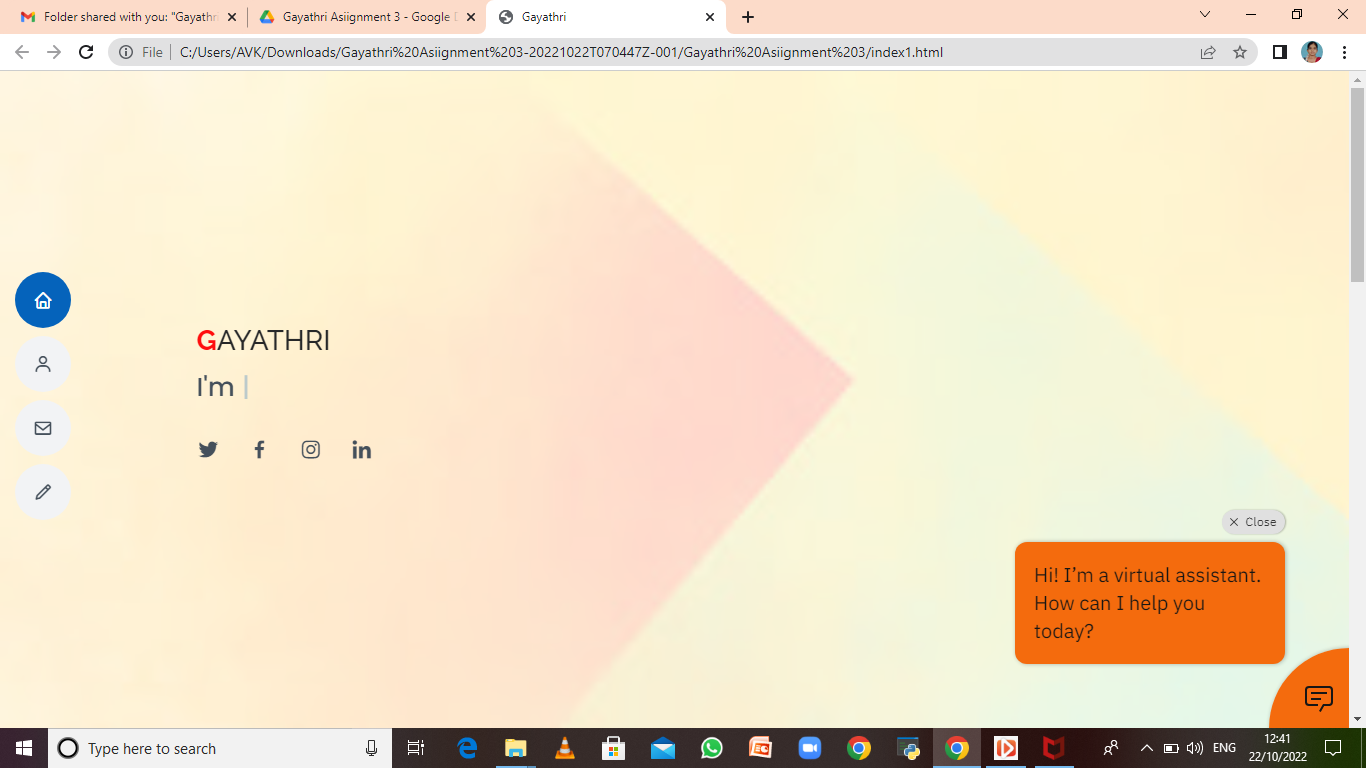 Folder shared with you: "Gayathr
Gayathri Asiignment 3 - Google D
Gayathri
File
C:/Users/AVK/Downloads/Gayathri%20Asiignment%203-20221022T070447Z-001/Gayathri%20Asiignment%203/index1.html
GAYATHRI
I'm |
Close
Hi! I’m a virtual assistant.
How can I help you
today?
Type here to search
ENG
12:41
22/10/2022